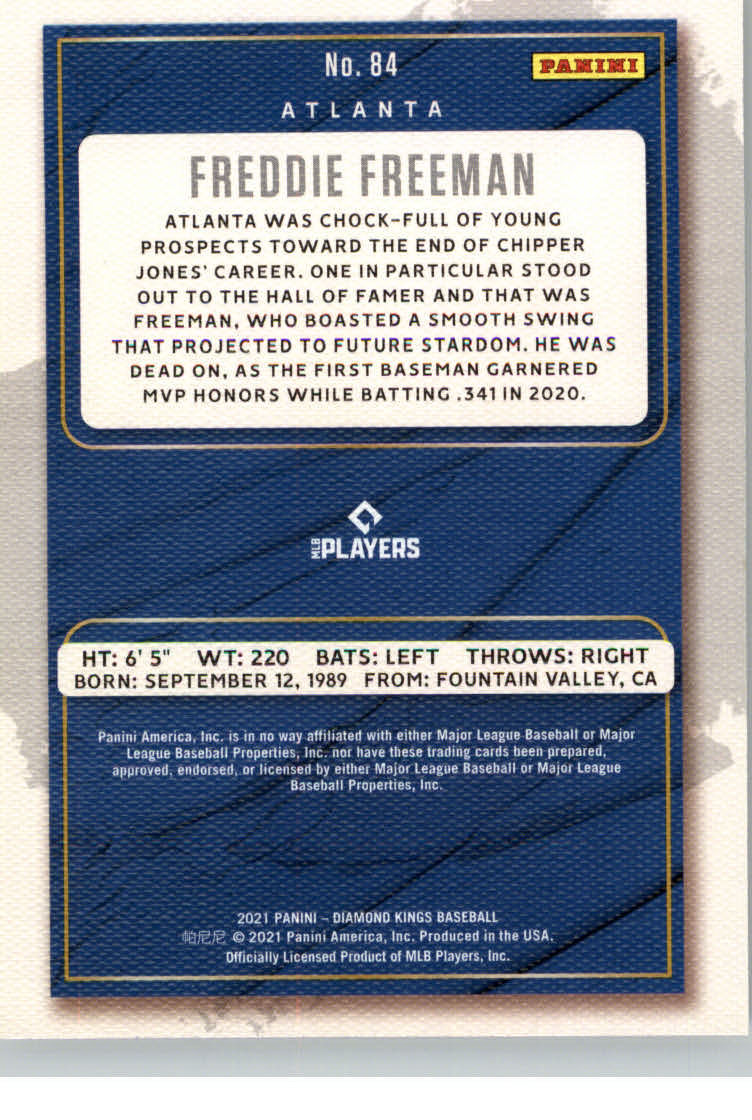 No. 84
PANINI
ATLANTA
FREDDIE FREEMAN
ATLANTA WAS CHOCK-FULL OF YOUNG
PROSPECTS TOWARD THE END OF CHIPPER
JONES' CAREER. ONE IN PARTICULAR STOOD
OUT TO THE HALL OF FAMER AND THAT WAS
FREEMAN, WHO BOASTED A SMOOTH SWING
THAT PROJECTED TO FUTURE STARDOM. HE WAS
DEAD ON, AS THE FIRST BASEMAN GARNERED
MVP HONORS WHILE BATTING .341 IN 2020.
MLB PLAYERS
HT: 6' 5" WT: 220 BATS: LEFT THROWS: RIGHT
BORN: SEPTEMBER 12, 1989 FROM: FOUNTAIN VALLEY, CA
Panini America, Inc. is in no way affiliated with either Major League Baseball or Major
League Baseball Properties, Inc. nor have these trading cards been prepared,
approved, endorsed, or licensed by either Major League Baseball or Major League
Baseball Properties, Inc.
2021 PANINI – DIAMOND KINGS BASEBALL
帕尼尼 © 2021 Panini America, Inc. Produced in the USA.
Officially Licensed Product of MLB Players, Inc.